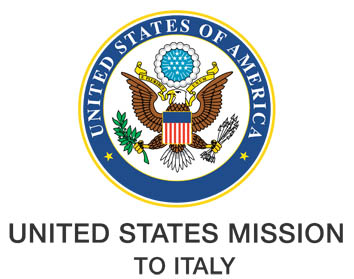 UNITED STATES OF AMERICA
UNITED STATES MISSION
TO ITALY